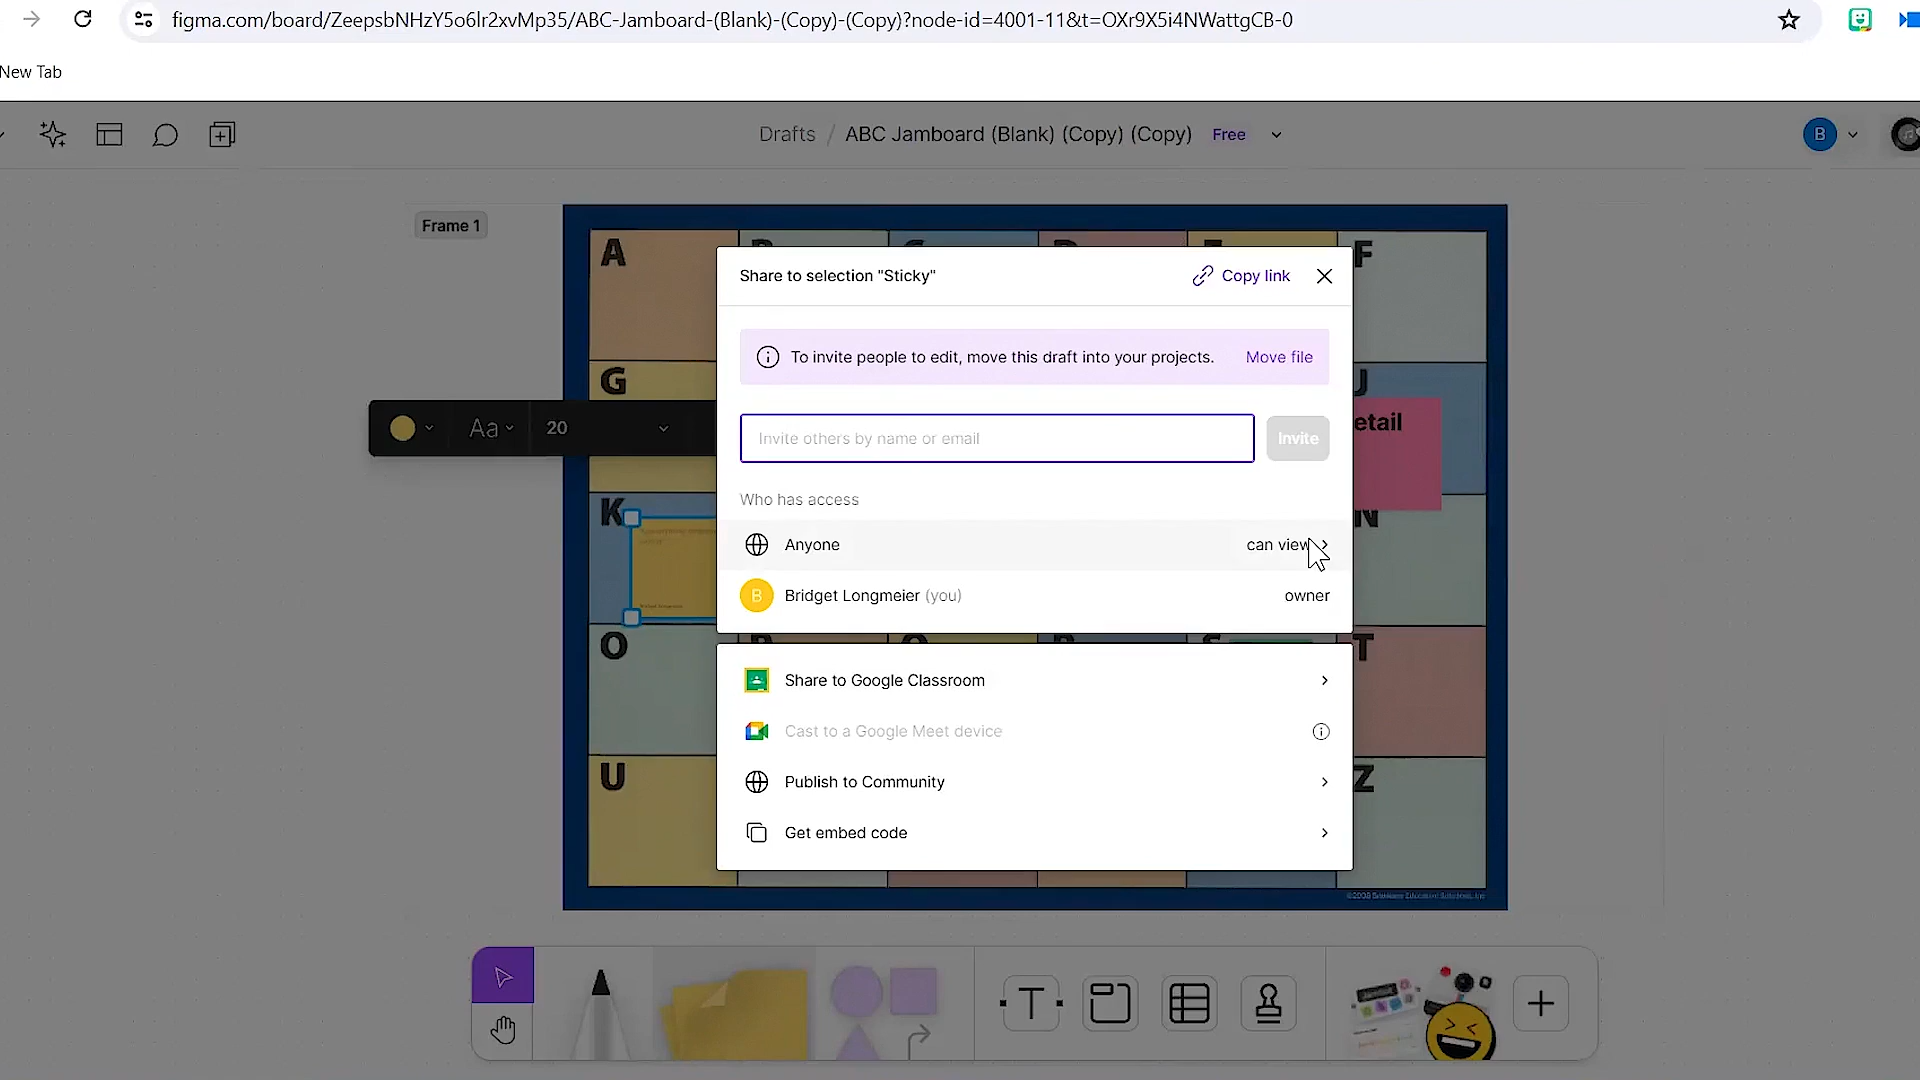 figma.com/board/ZeepsbNHzY5o6lr2xvMp35/ABC-Jamboard-(Blank)-(Copy)-(Copy)?node-id=4001-11&t=OXr9X5i4NWattgCB-0
New Tab
Drafts / ABC Jamboard (Blank) (Copy) (Copy) Free
B
Frame 1
A
F
Share to selection "Sticky"
Copy link
To invite people to edit, move this draft into your projects. Move file
G
J
etail
Aa
20
Invite others by name or email
Invite
Who has access
K
N
Anyone
can view
B
Bridget Longmeier (you)
owner
O
T
Share to Google Classroom
Cast to a Google Meet device
U
Z
Publish to Community
Get embed code
T